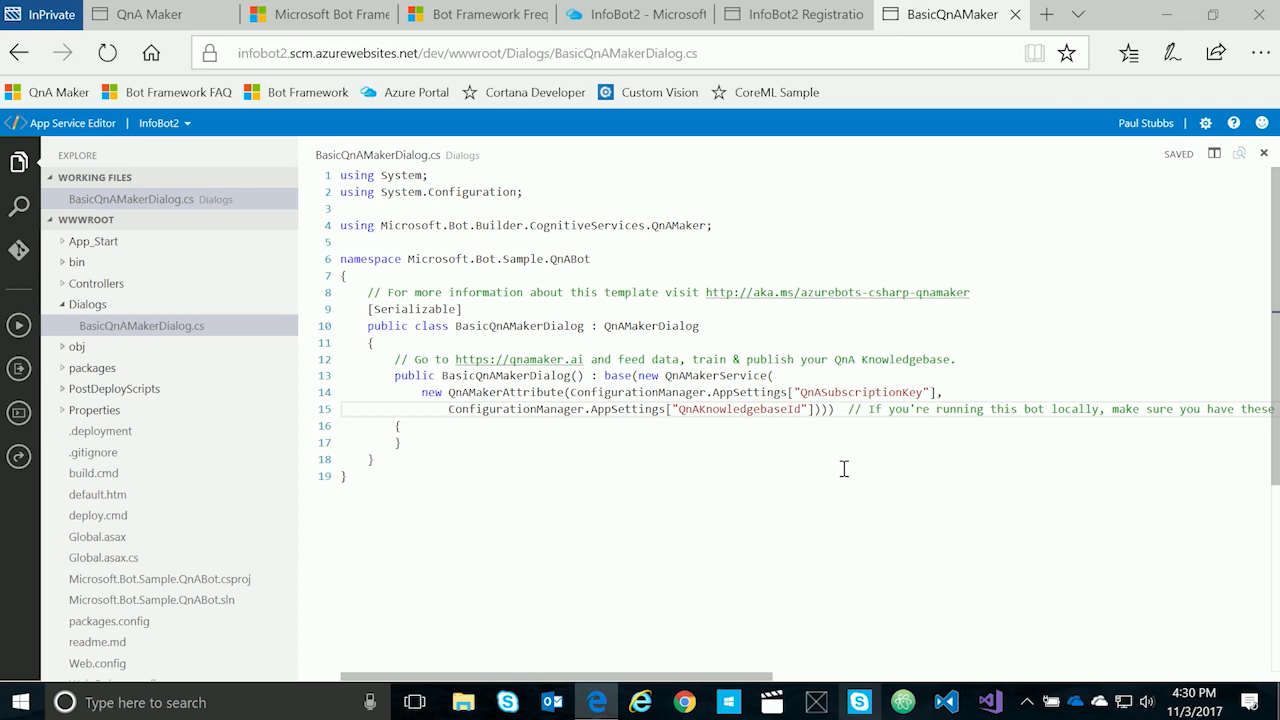 InPrivate
QnA Maker
Microsoft Bot Frame
Bot Framework Freq
InfoBot2 - Microsoft
InfoBot2 Registratio
BasicQnAMaker
infobot2.scm.azurewebsites.net/dev/wwwroot/Dialogs/BasicQnAMakerDialog.cs
QnA Maker
Bot Framework FAQ
Bot Framework
Azure Portal
Cortana Developer
Custom Vision
CoreML Sample
App Service Editor | InfoBot2
Paul Stubbs
EXPLORE
WORKING FILES
BasicQnAMakerDialog.cs Dialogs
WWWROOT
App_Start
bin
Controllers
Dialogs
BasicQnAMakerDialog.cs
obj
packages
PostDeployScripts
Properties
.deployment
.gitignore
build.cmd
default.htm
deploy.cmd
Global.asax
Global.asax.cs
Microsoft.Bot.Sample.QnABot.csproj
Microsoft.Bot.Sample.QnABot.sln
packages.config
readme.md
Web.config
BasicQnAMakerDialog.cs Dialogs
SAVED
1 using System;
2 using System.Configuration;
3
4 using Microsoft.Bot.Builder.CognitiveServices.QnAMaker;
5
6 namespace Microsoft.Bot.Sample.QnABot
7 {
8 // For more information about this template visit http://aka.ms/azurebots-csharp-qnamaker
9 [Serializable]
10 public class BasicQnAMakerDialog : QnAMakerDialog
11 {
12 // Go to https://qnamaker.ai and feed data, train & publish your QnA Knowledgebase.
13 public BasicQnAMakerDialog() : base(new QnAMakerService(
14 new QnAMakerAttribute(ConfigurationManager.AppSettings["QnASubscriptionKey"],
15 ConfigurationManager.AppSettings["QnAKnowledgebaseId"]))) // If you're running this bot locally, make sure you have these
16 {
17 }
18 }
19 }
Type here to search
4:30 PM
11/3/2017